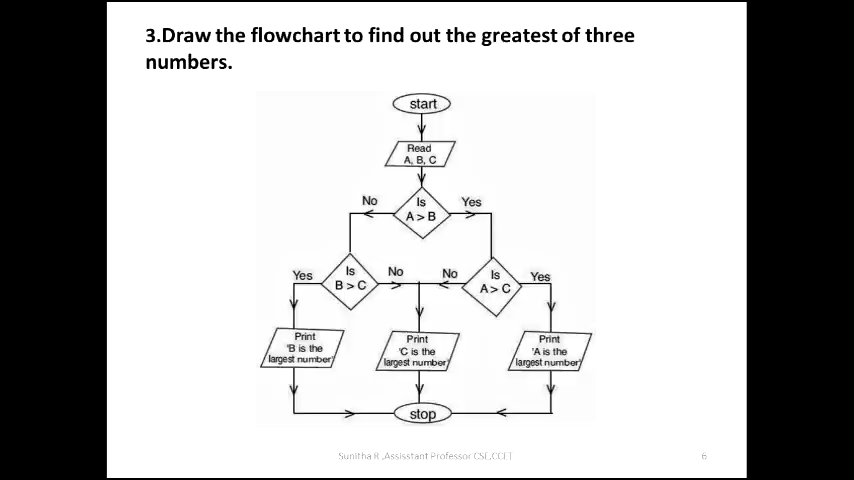 3.Draw the flowchart to find out the greatest of three
numbers.
start
Read
A, B, C
Is
A > B
No
Yes
Is
B > C
Yes
No
Is
A > C
No
Yes
Print
'B is the
largest number'
Print
'C is the
largest number'
Print
'A is the
largest number'
stop
Sunitha R ,Assisstant Professor CSE,CCET
6